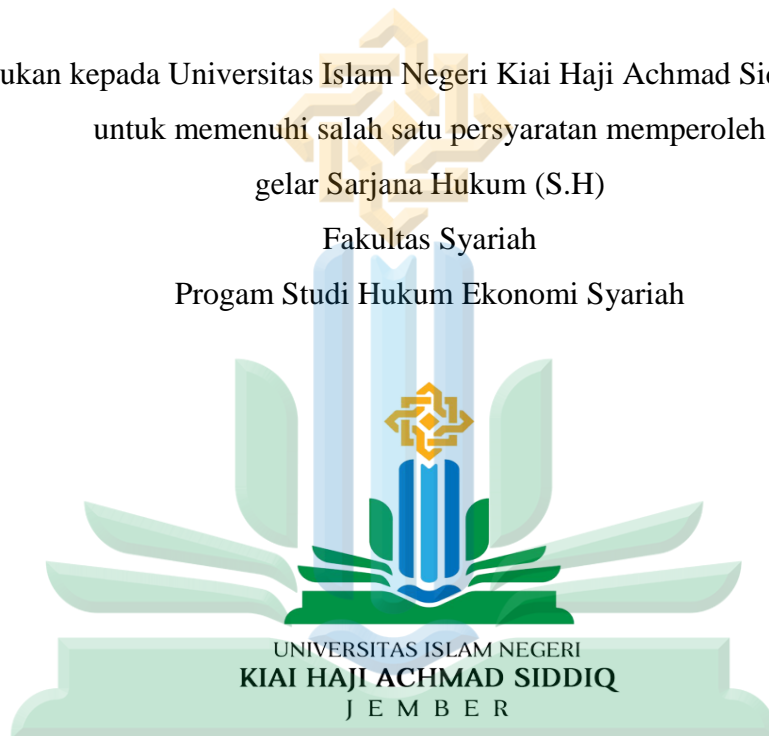 ukan kepada Universitas Islam Negeri Kiai Haji Achmad
untuk memenuhi salah satu persyaratan memperoleh
gelar Sarjana Hukum (S.H)
Fakultas Syariah
Progam Studi Hukum Ekonomi Syariah
UNIVERSITAS ISLAM NEGERI
KIAI HAJI ACHMAD SIDDIQ
JEMBER